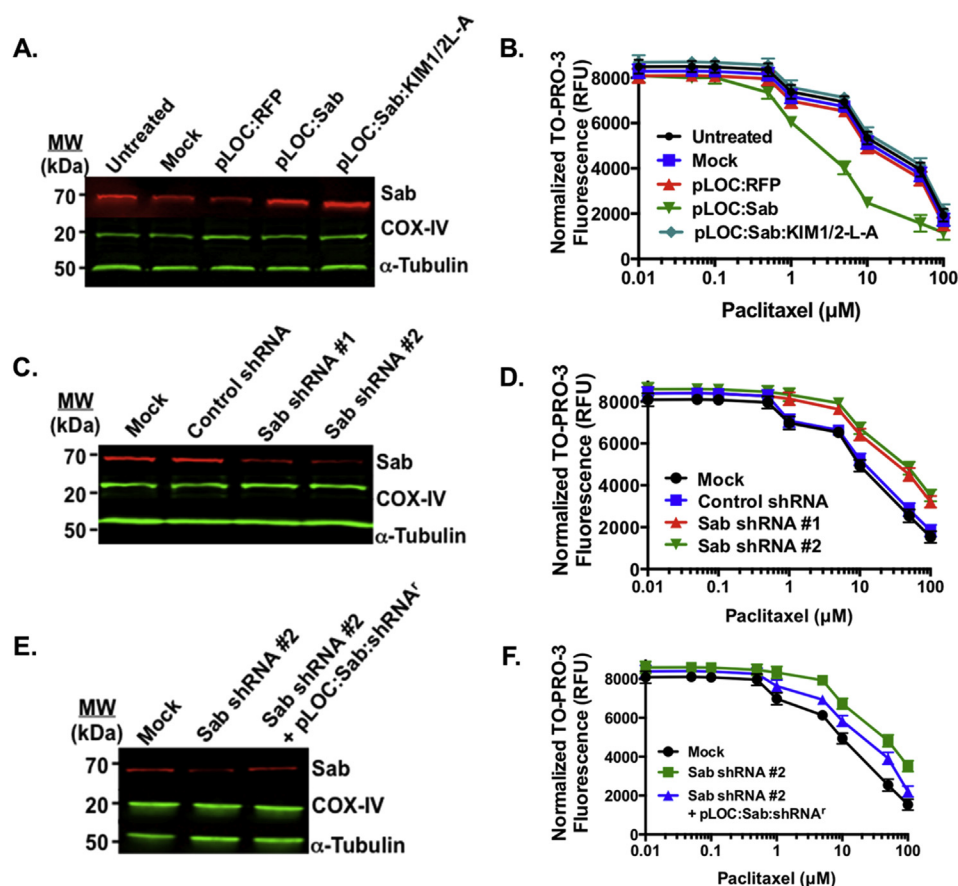 A.
MW
(kDa)
Untreated
Mock
pLOC:RFP
pLOC:Sab
pLOC:Sab:KIM1/2L-A
70
20
50
Sab
COX-IV
α-Tubulin
B.
Normalized TO-PRO-3
Fluorescence (RFU)
8000
6000
4000
2000
0
Untreated
Mock
pLOC:RFP
pLOC:Sab
pLOC:Sab:KIM1/2-L-A
0.01 0.1 1 10 100
Paclitaxel (µM)
C.
MW
(kDa)
Mock
Control shRNA
Sab shRNA #1
Sab shRNA #2
70
20
50
Sab
COX-IV
α-Tubulin
D.
Normalized TO-PRO-3
Fluorescence (RFU)
8000
6000
4000
2000
0
Mock
Control shRNA
Sab shRNA #1
Sab shRNA #2
0.01 0.1 1 10 100
Paclitaxel (µM)
E.
MW
(kDa)
Mock
Sab shRNA #2
Sab shRNA #2
+ pLOC:Sab:shRNAʳ
70
20
50
Sab
COX-IV
α-Tubulin
F.
Normalized TO-PRO-3
Fluorescence (RFU)
8000
6000
4000
2000
0
Mock
Sab shRNA #2
Sab shRNA #2
+ pLOC:Sab:shRNAʳ
0.01 0.1 1 10 100
Paclitaxel (µM)